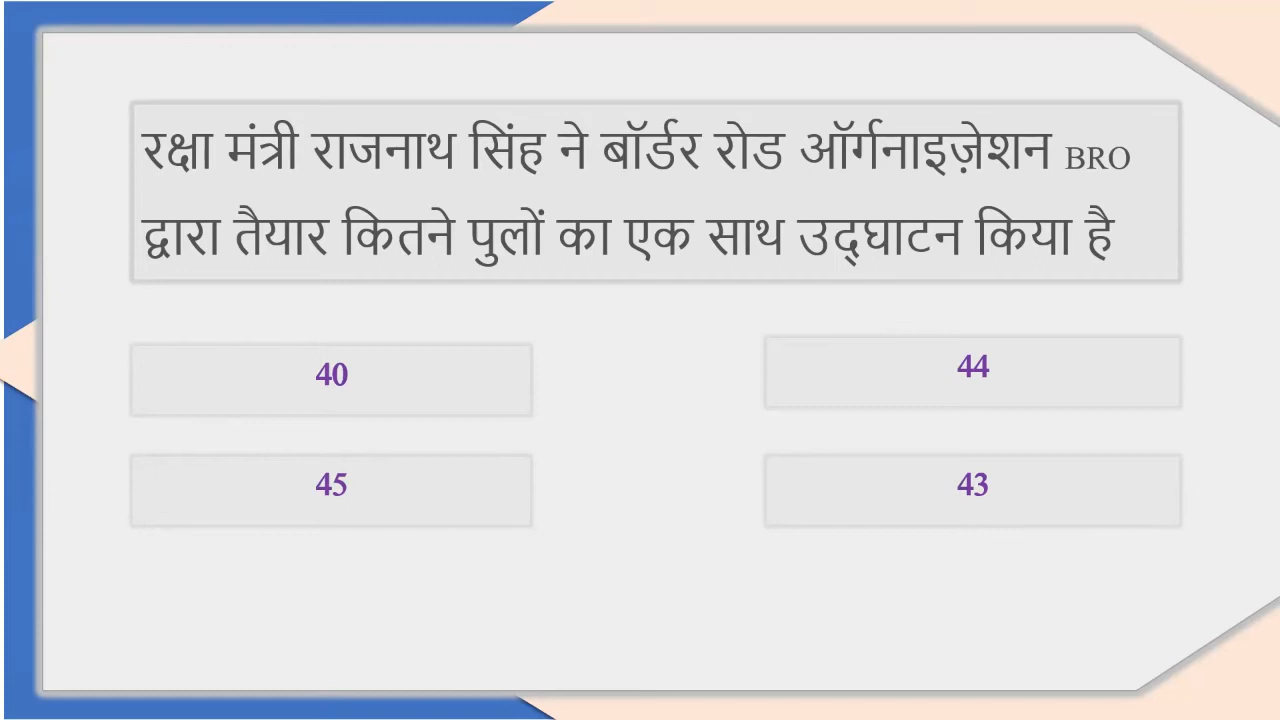 रक्षा मंत्री राजनाथ सिंह ने बॉर्डर रोड ऑर्गनाइज़ेशन BRO
द्वारा तैयार कितने पुलों का एक साथ उद्घाटन किया है
40
44
45
43